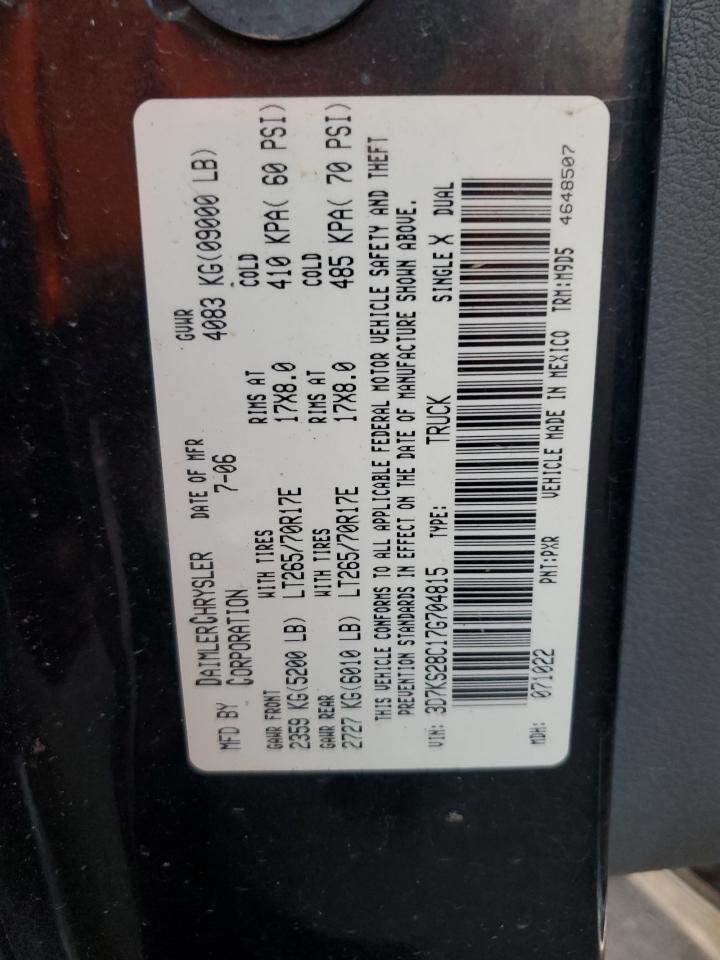 MFD BY DAIMLERCHRYSLER CORPORATION DATE OF MFR 7-06 GVWR 4083 KG(09000 LB)
GAWR FRONT WITH TIRES RIMS AT COLD
2359 KG(5200 LB) LT265/70R17E 17X8.0 410 KPA( 60 PSI)
GAWR REAR WITH TIRES RIMS AT COLD
2727 KG(6010 LB) LT265/70R17E 17X8.0 485 KPA( 70 PSI)
THIS VEHICLE CONFORMS TO ALL APPLICABLE FEDERAL MOTOR VEHICLE SAFETY AND THEFT
PREVENTION STANDARDS IN EFFECT ON THE DATE OF MANUFACTURE SHOWN ABOVE.
VIN: 3D7KS28C17G704815 TYPE: TRUCK SINGLE X DUAL
MDH: 071022 PNT:PXR VEHICLE MADE IN MEXICO TRM:M9D5 4648507